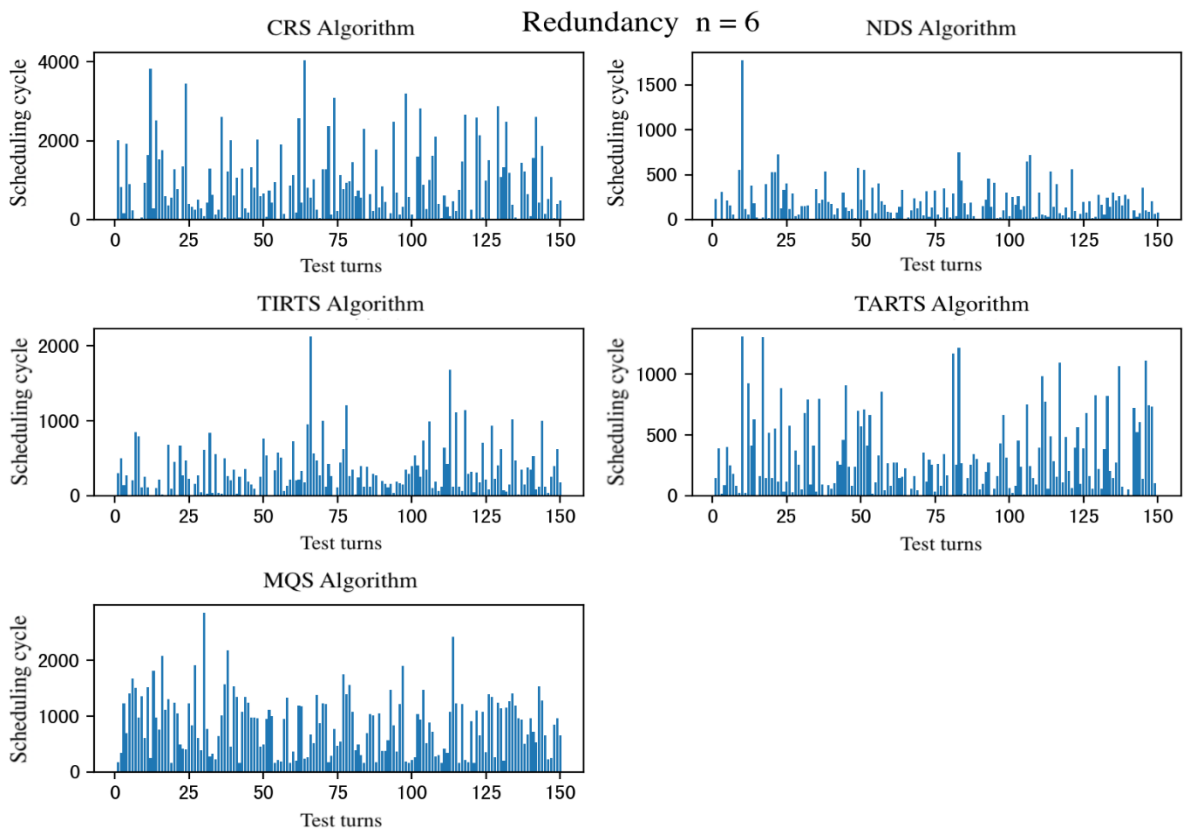 Redundancy n = 6
CRS Algorithm
Scheduling cycle
4000
2000
0
0 25 50 75 100 125 150
Test turns
NDS Algorithm
Scheduling cycle
1500
1000
500
0
0 25 50 75 100 125 150
Test turns
TIRTS Algorithm
Scheduling cycle
2000
1000
0
0 25 50 75 100 125 150
Test turns
TARTS Algorithm
Scheduling cycle
1000
500
0
0 25 50 75 100 125 150
Test turns
MQS Algorithm
Scheduling cycle
2000
1000
0
0 25 50 75 100 125 150
Test turns